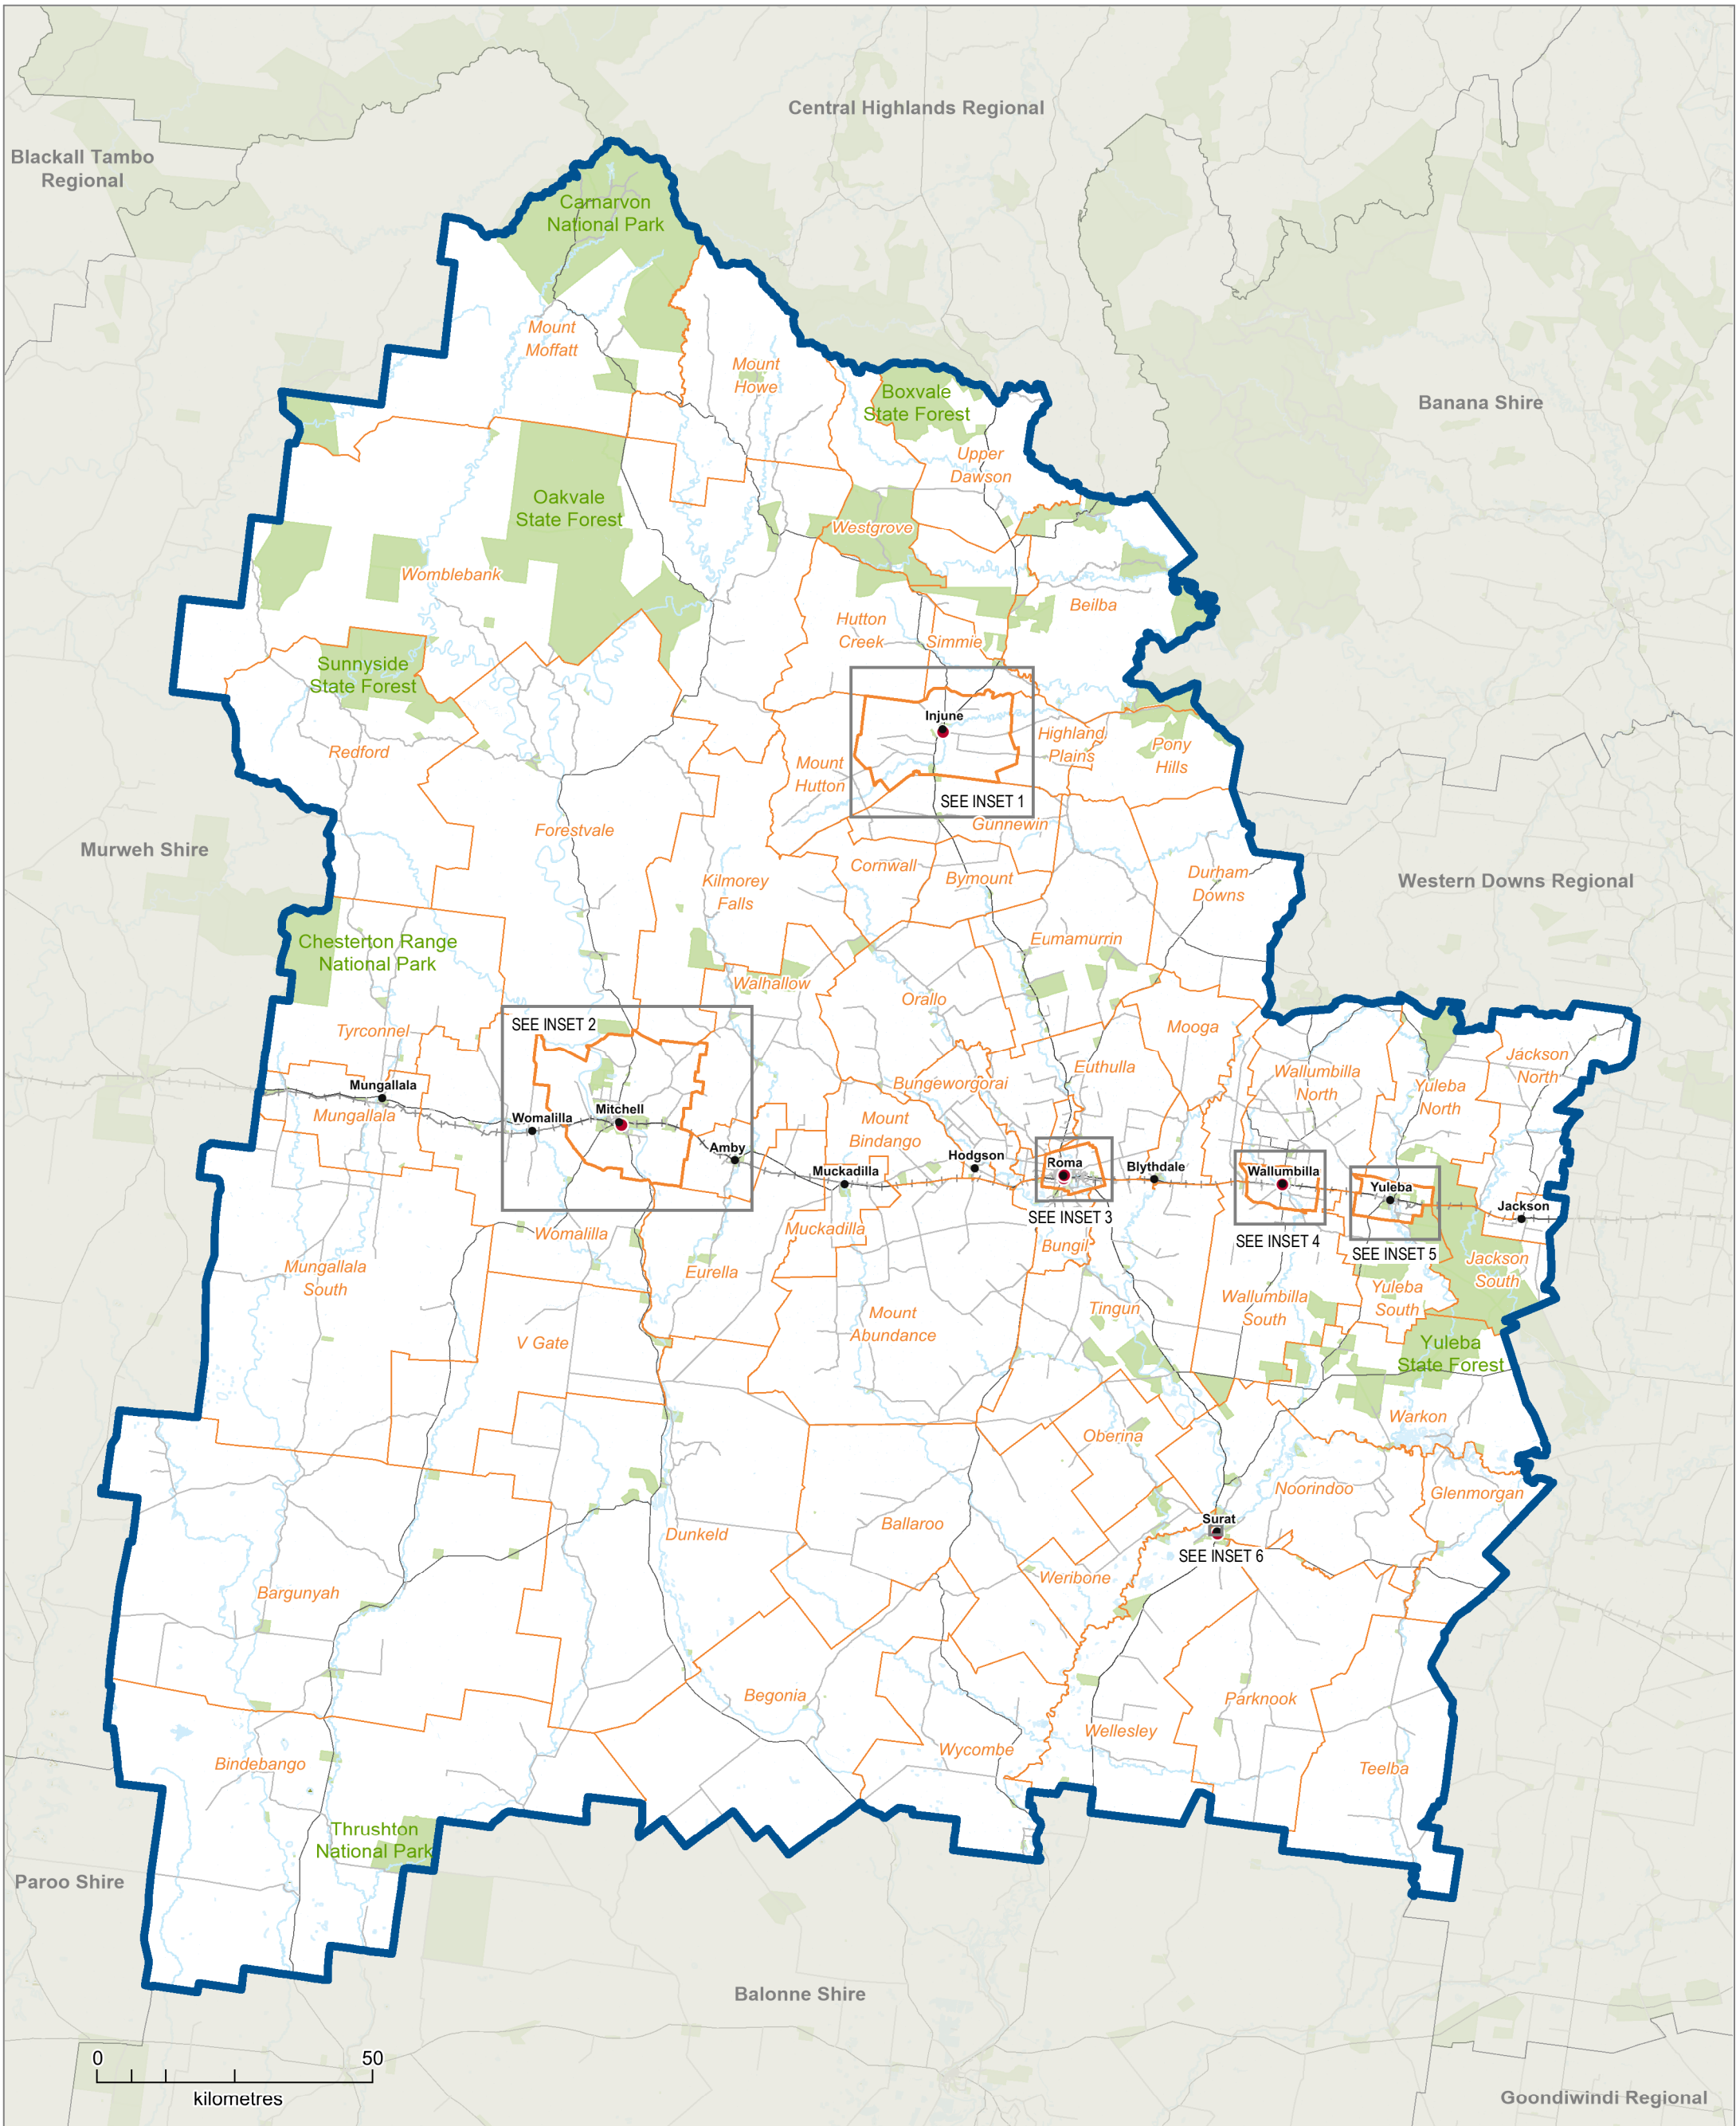 Central Highlands Regional
Blackall Tambo
Regional
Carnarvon
National Park
Mount
Moffatt
Mount
Howe
Boxvale
State Forest
Banana Shire
Upper
Dawson
Oakvale
State Forest
Westgrove
Womblebank
Beilba
Hutton
Creek
Simmie
Sunnyside
State Forest
Injune
Redford
Highland
Plains
Pony
Hills
Mount
Hutton
SEE INSET 1
Gunnewin
Forestvale
Murweh Shire
Cornwall
Bymount
Kilmorey
Falls
Durham
Downs
Western Downs Regional
Chesterton Range
National Park
Eumamurrin
Walhallow
Orallo
SEE INSET 2
Tyrconnel
Mooga
Jackson
North
Euthulla
Wallumbilla
North
Bungeworgorai
Yuleba
North
Mungallala
Mungallala
Womalilla
Mitchell
Mount
Bindango
Amby
Muckadilla
Hodgson
Roma
Blythdale
Wallumbilla
Yuleba
Jackson
SEE INSET 3
Muckadilla
Womalilla
SEE INSET 4
SEE INSET 5
Bungil
Mungallala
South
Eurella
Jackson
South
Yuleba
South
Wallumbilla
South
Tingun
Mount
Abundance
V Gate
Yuleba
State Forest
Warkon
Oberina
Noorindoo
Glenmorgan
Surat
Dunkeld
Ballaroo
SEE INSET 6
Weribone
Bargunyah
Begonia
Parknook
Wellesley
Wycombe
Bindebango
Teelba
Thrushton
National Park
Paroo Shire
Balonne Shire
0 50
kilometres
Goondiwindi Regional